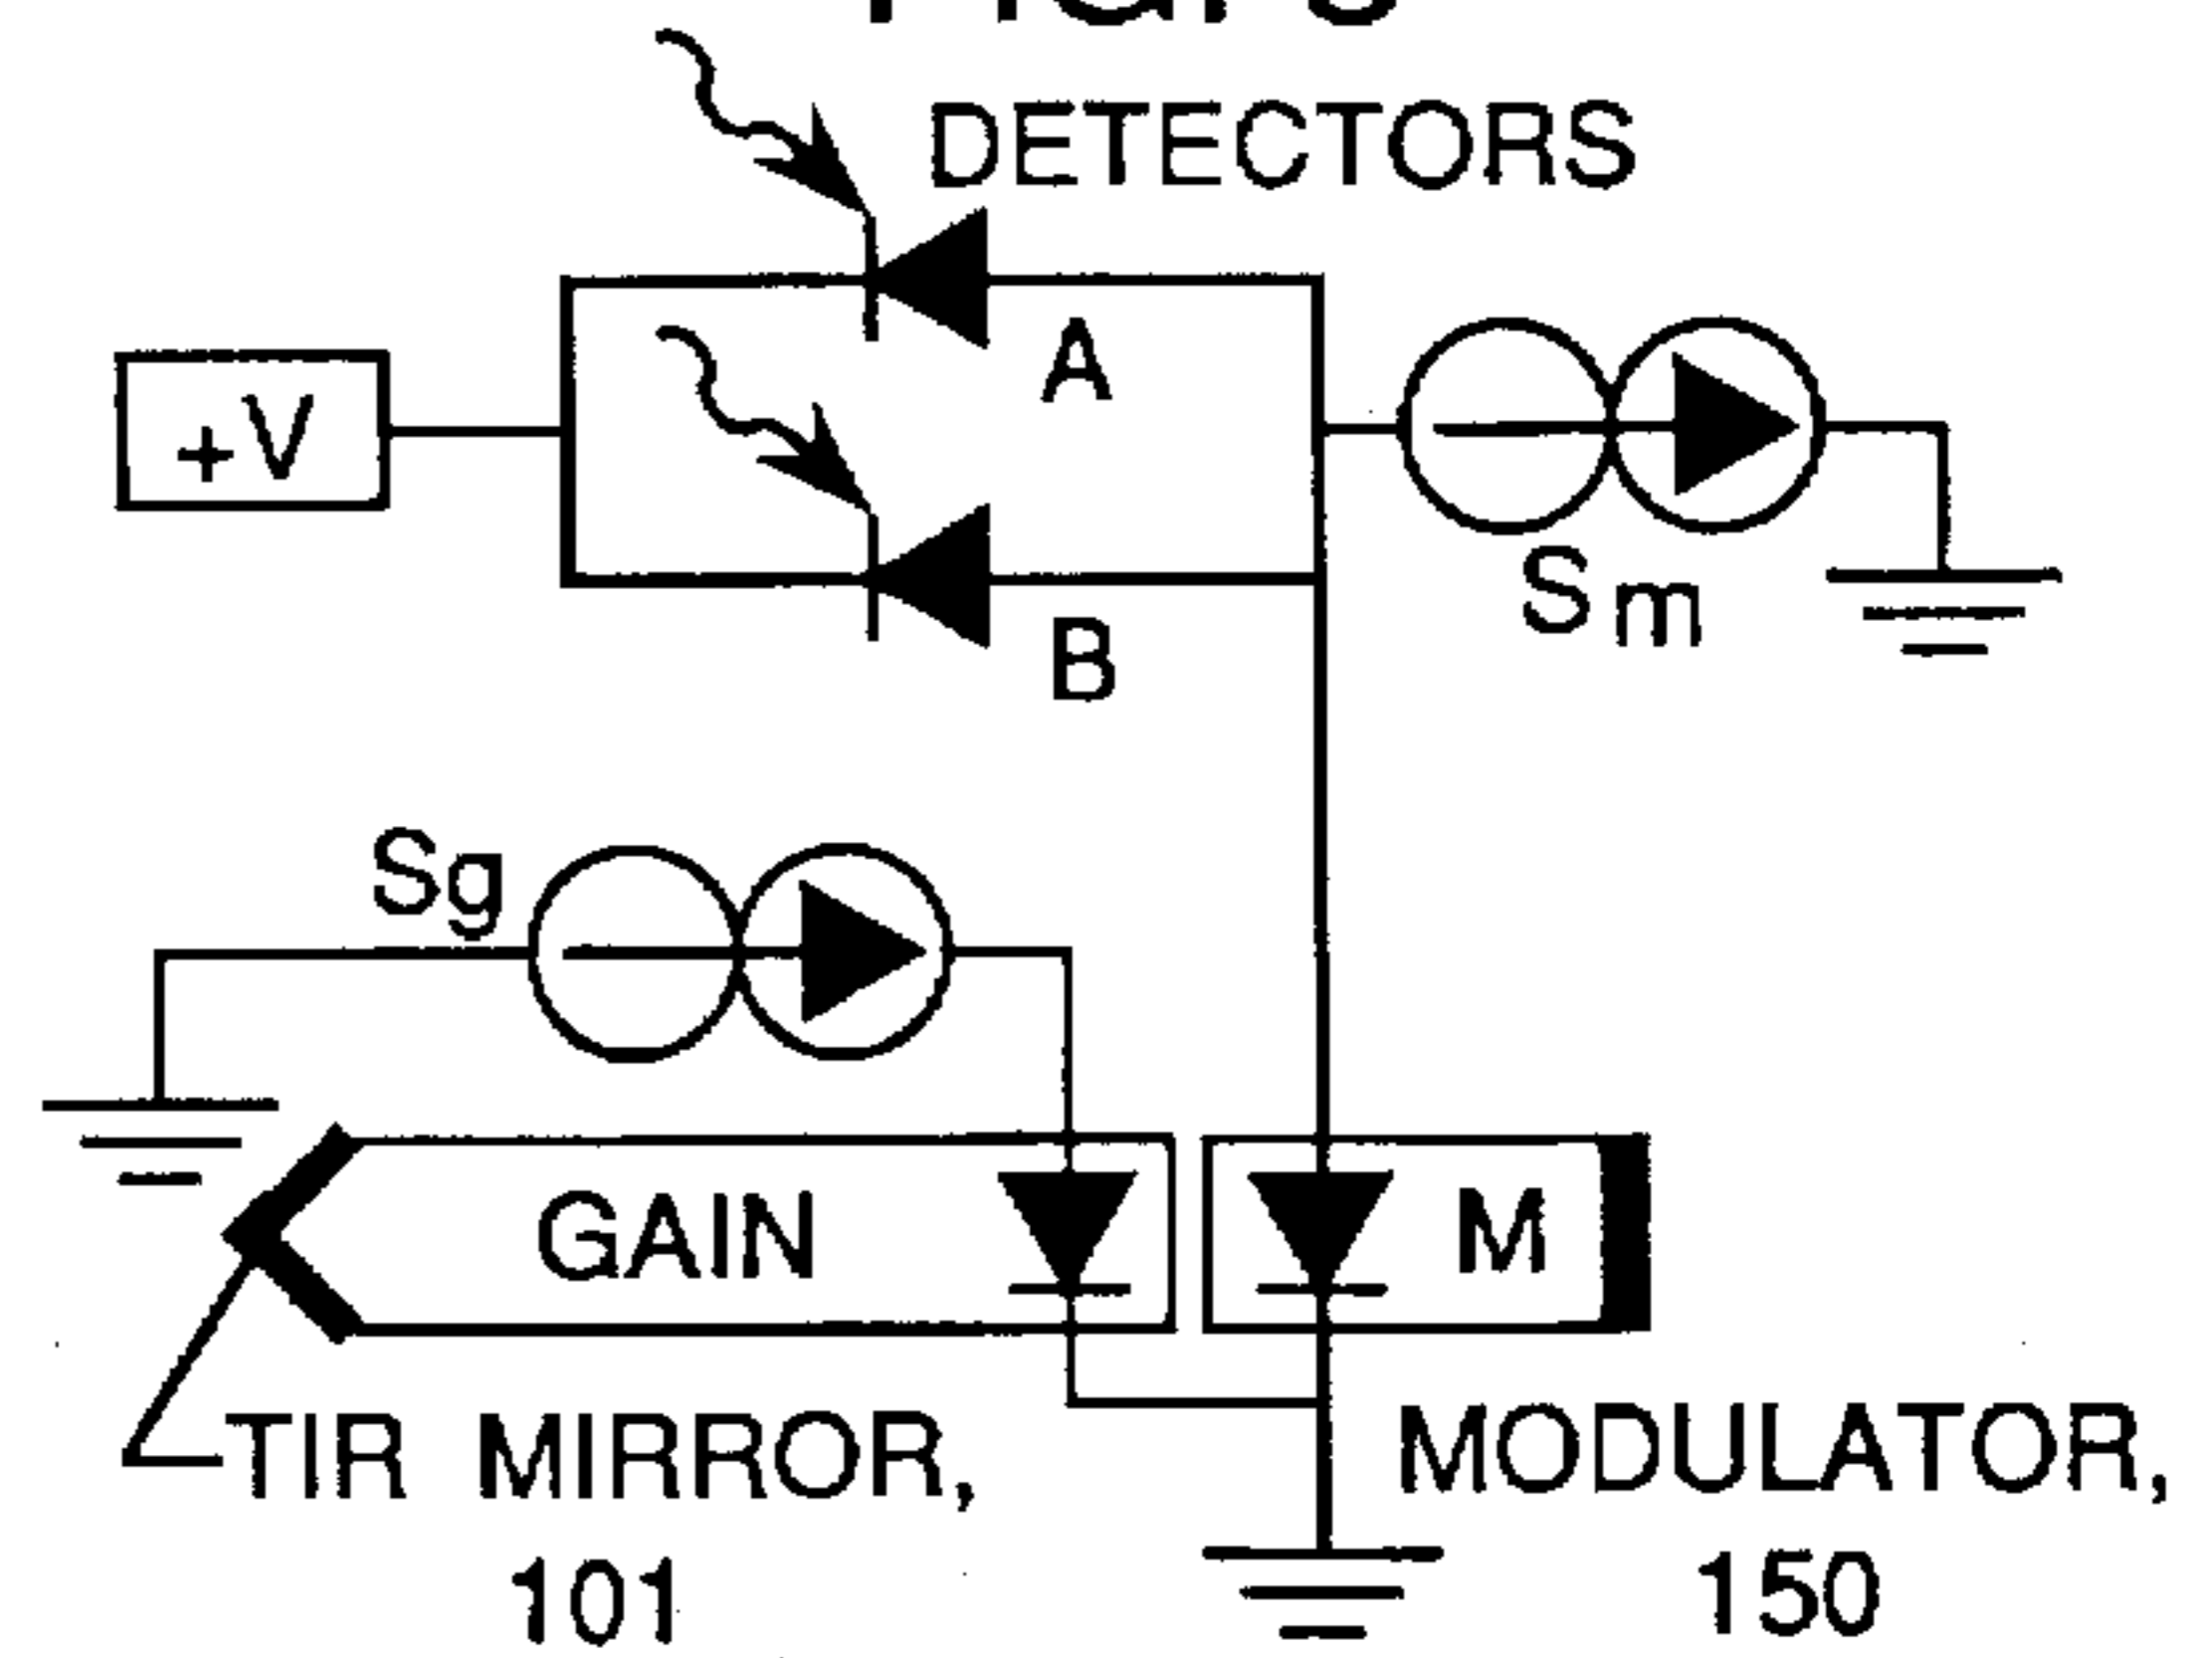 DETECTORS
A
+V
Sm
B
Sg
GAIN
M
TIR MIRROR,
101
MODULATOR,
150